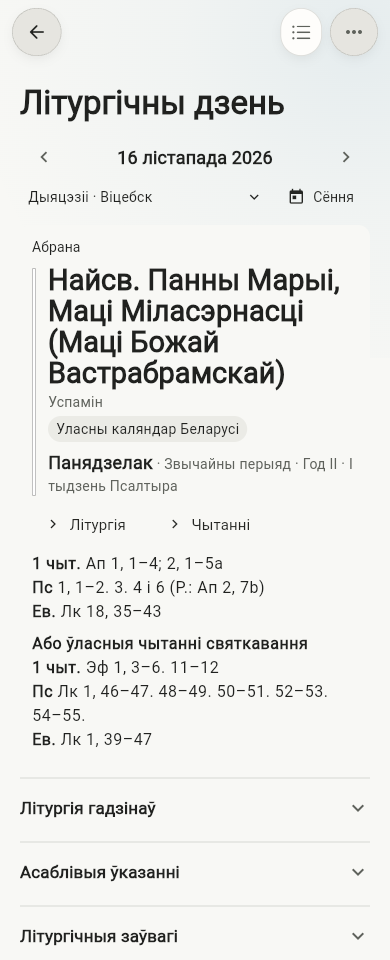 Літургічны дзень
16 лістапада 2026
Дыяцэзіі · Віцебск
Сёння
Абрана
Найсв. Панны Марыі,
Маці Міласэрнасці
(Маці Божай
Вастрабрамскай)
Успамін
Уласны каляндар Беларусі
Панядзелак · Звычайны перыяд · Год II · I
тыдзень Псалтыра
Літургія
Чытанні
1 чыт. Ап 1, 1–4; 2, 1–5a
Пс 1, 1–2. 3. 4 і 6 (Р.: Ап 2, 7b)
Ев. Лк 18, 35–43
Або ўласныя чытанні святкавання
1 чыт. Эф 1, 3–6. 11–12
Пс Лк 1, 46–47. 48–49. 50–51. 52–53.
54–55.
Ев. Лк 1, 39–47
Літургія гадзінаў
Асаблівыя ўказанні
Літургічныя заўвагі